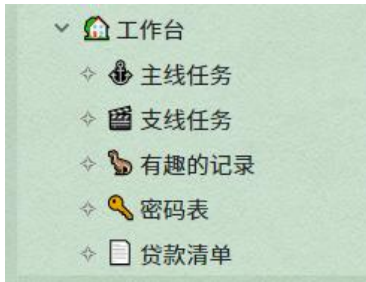 工作台
主线任务
支线任务
有趣的记录
密码表
贷款清单